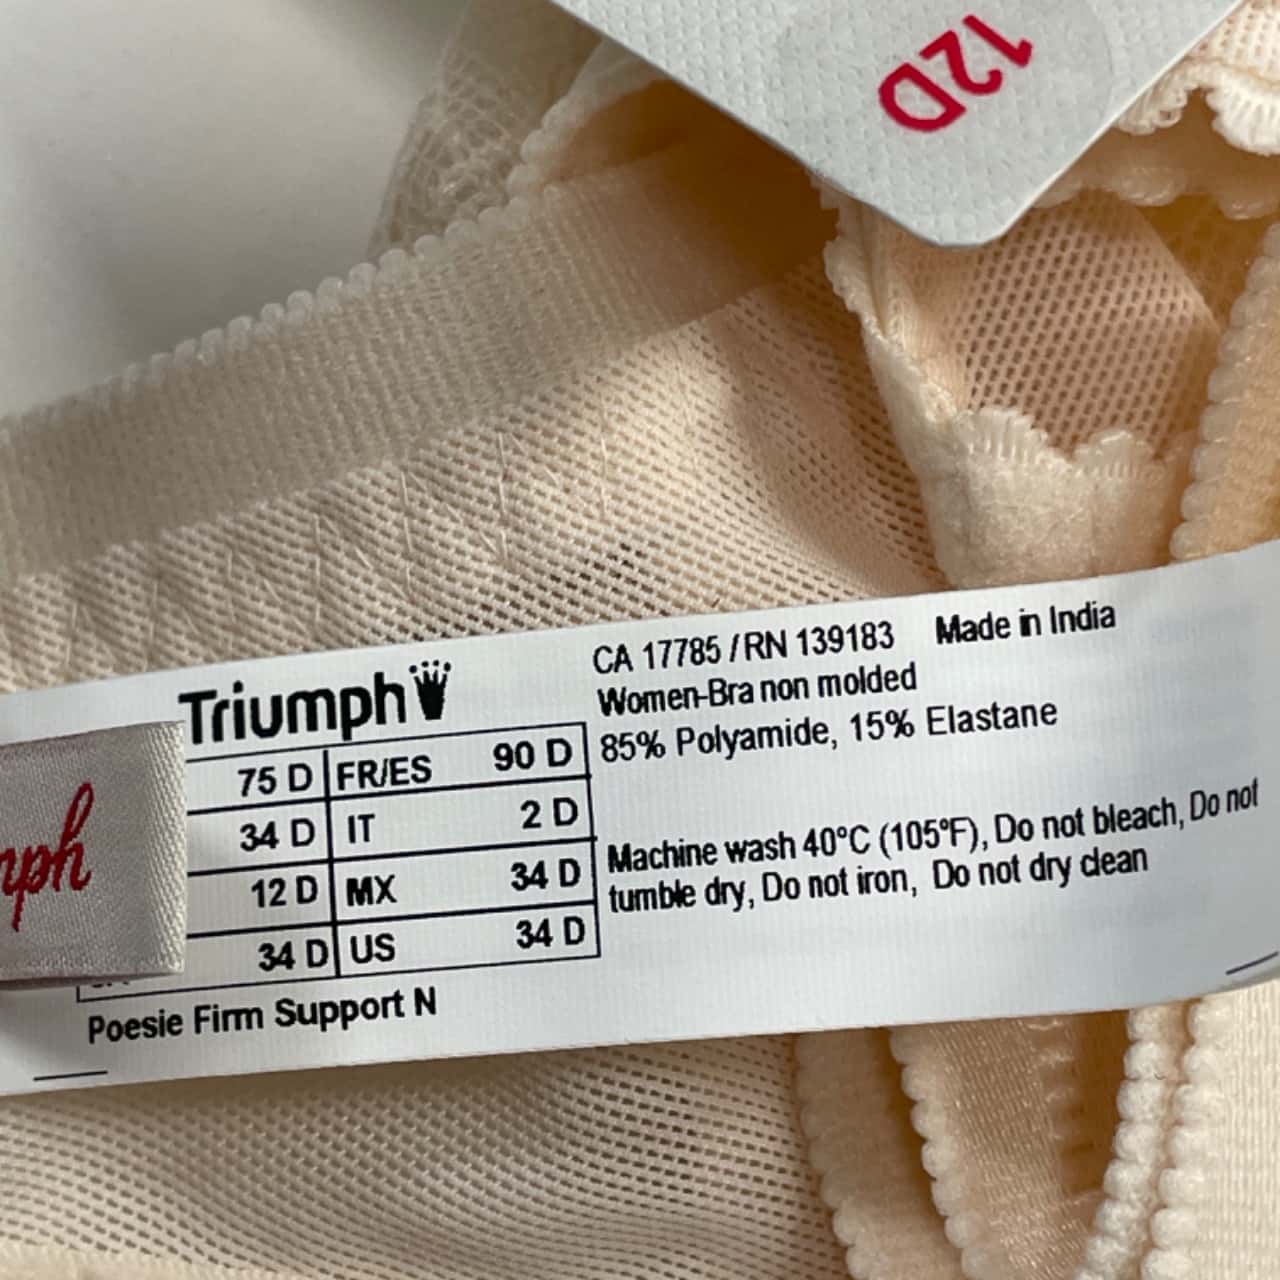 12D
Triumph
CA 17785 / RN 139183 Made in India
Women-Bra non molded
85% Polyamide, 15% Elastane
75 D FR/ES 90 D
34 D IT 2 D
12 D MX 34 D
34 D US 34 D
Machine wash 40°C (105°F), Do not bleach, Do not
tumble dry, Do not iron, Do not dry clean
Poesie Firm Support N